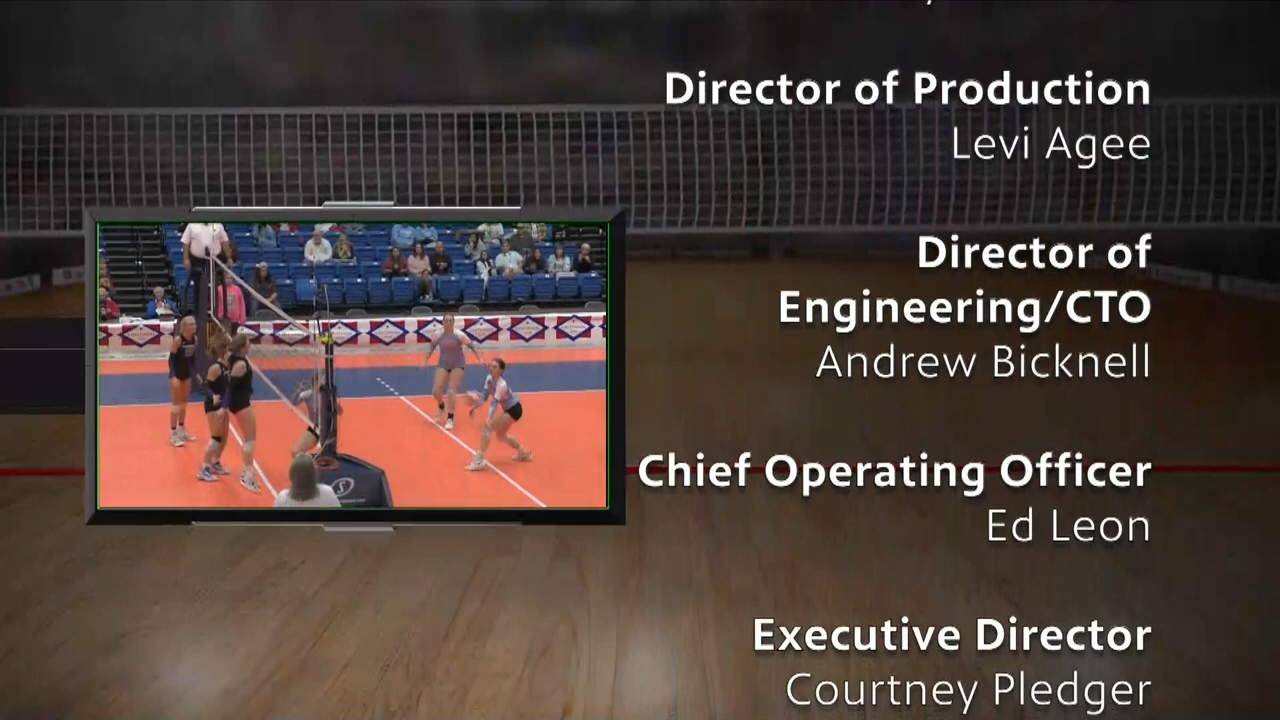 Director of Production
Levi Agee
Director of
Engineering/CTO
Andrew Bicknell
Chief Operating Officer
Ed Leon
Executive Director
Courtney Pledger
S